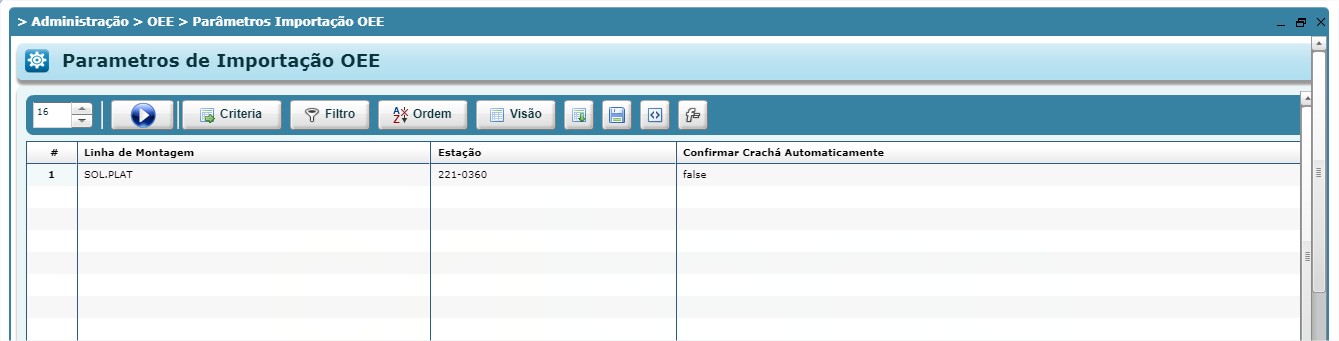 > Administração > OEE > Parâmetros Importação OEE
Parametros de Importação OEE
16 Criteria Filtro Ordem Visão
# Linha de Montagem Estação Confirmar Crachá Automaticamente
1 SOL.PLAT 221-0360 false